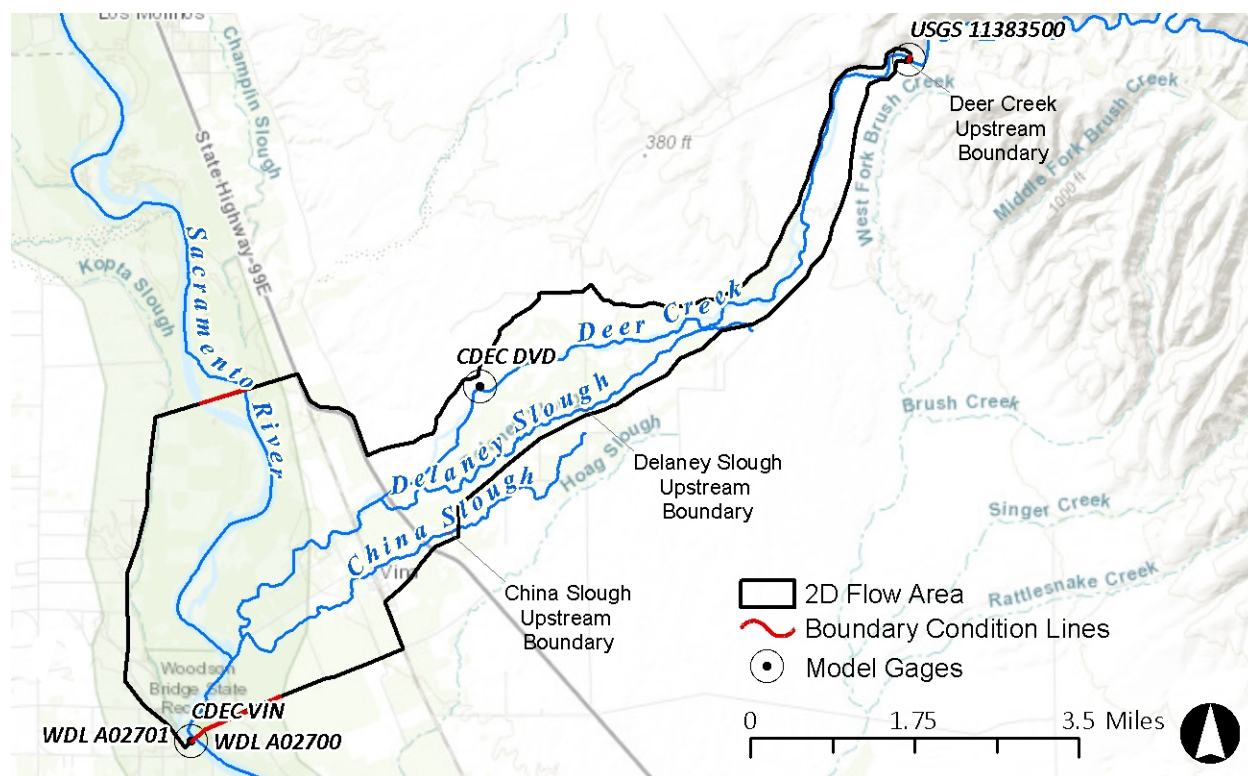 Los Molinos
USGS 11383500
Champlin Slough
Deer Creek
Upstream
Boundary
West Fork Brush Creek
Middle Fork Brush Creek
1000 ft
380 ft
State Highway 99E
Kopta Slough
Sacramento River
Deer Creek
CDEC DVD
Delaney Slough
Brush Creek
Hoag Slough
Delaney Slough
Upstream
Boundary
China Slough
Singer Creek
Vina
Rattlesnake Creek
China Slough
Upstream
Boundary
2D Flow Area
Boundary Condition Lines
Model Gages
Woodson
Bridge State
CDEC VIN
WDL A02701
WDL A02700
0 1.75 3.5 Miles